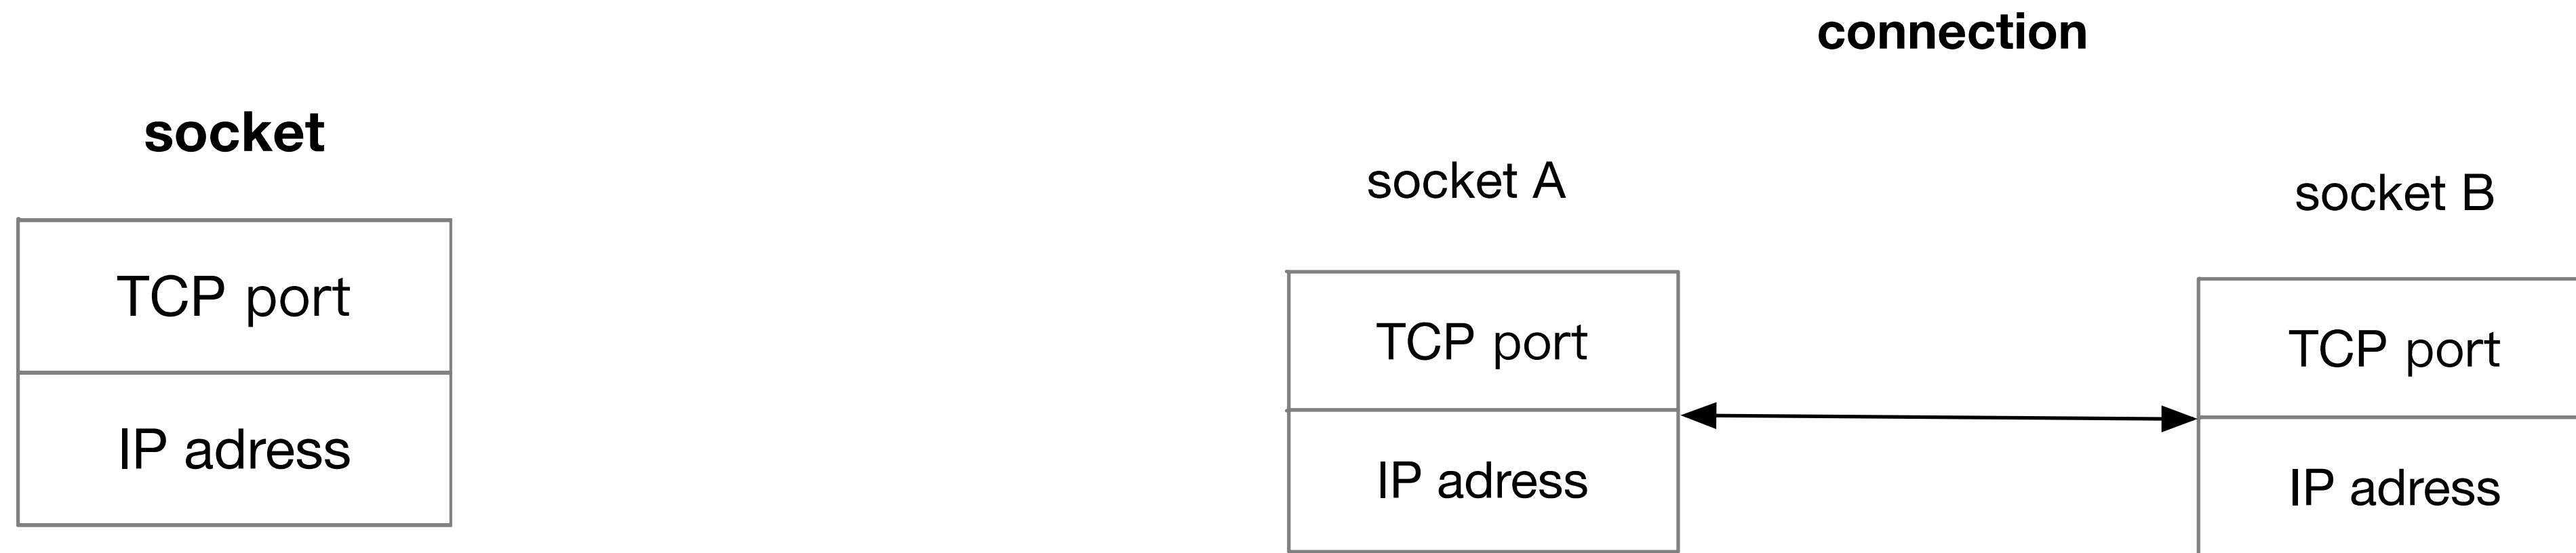 socket
TCP port
IP adress
connection
socket A
TCP port
IP adress
socket B
TCP port
IP adress